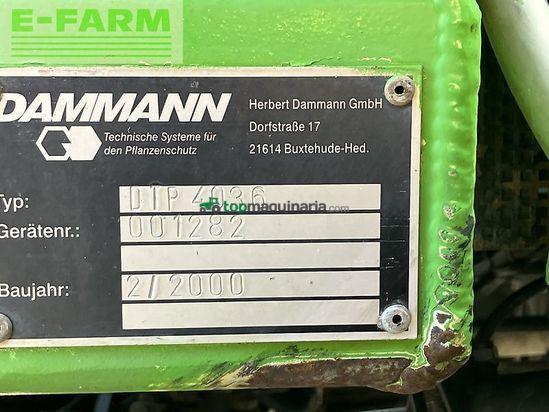 E-FARM
DAMMANN
Technische Systeme für
den Pflanzenschutz
Herbert Dammann GmbH
Dorfstraße 17
21614 Buxtehude-Hed.
Typ: DTP 4036
topmaquinaria.com
Gerätenr.: 001282
Baujahr: 2/2000